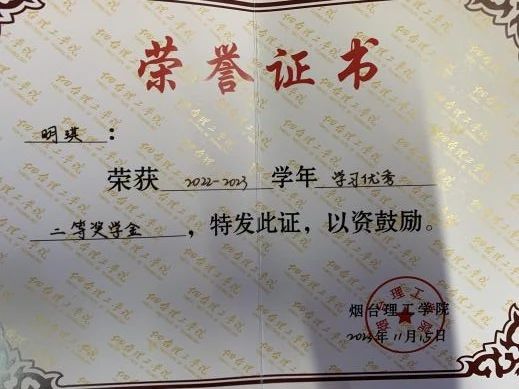 荣誉证书
明琪：
荣获 2022-2023 学年 学习优秀
二等奖学金，特发此证，以资鼓励。
烟台理工学院
2023年11月15日